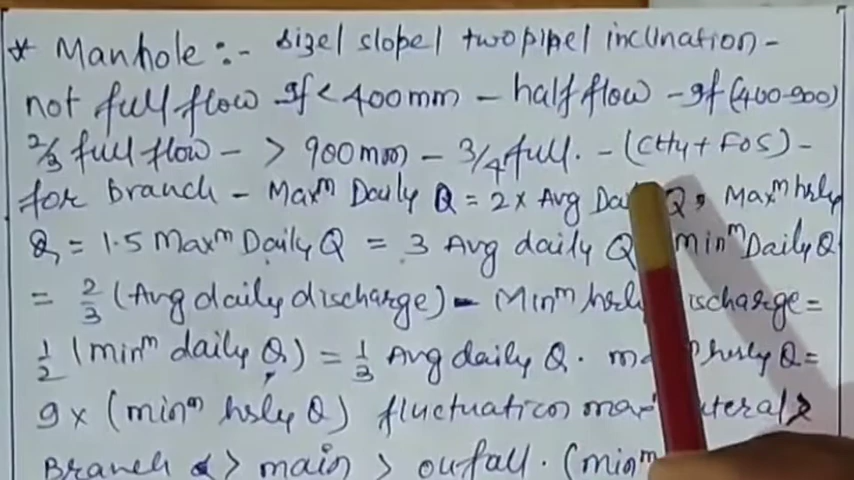 * Manhole :- size/ slope/ two pipe/ inclination -
not full flow - If < 400mm - half flow - If (400-900)
2/3 full flow - > 900 mm - 3/4 full. - (CH4 + FOS) -
for Branch - Maxm Daily Q = 2 x Avg Q, Maxm hrly
Q = 1.5 Maxm Daily Q = 3 Avg daily Q minm Daily Q
= 2/3 (Avg daily discharge) - Minm discharge =
1/2 (minm daily Q) = 1/3 Avg daily Q. hrly Q =
9 x (minm hrly Q) fluctuation >
Branch > main > outfall. (minm